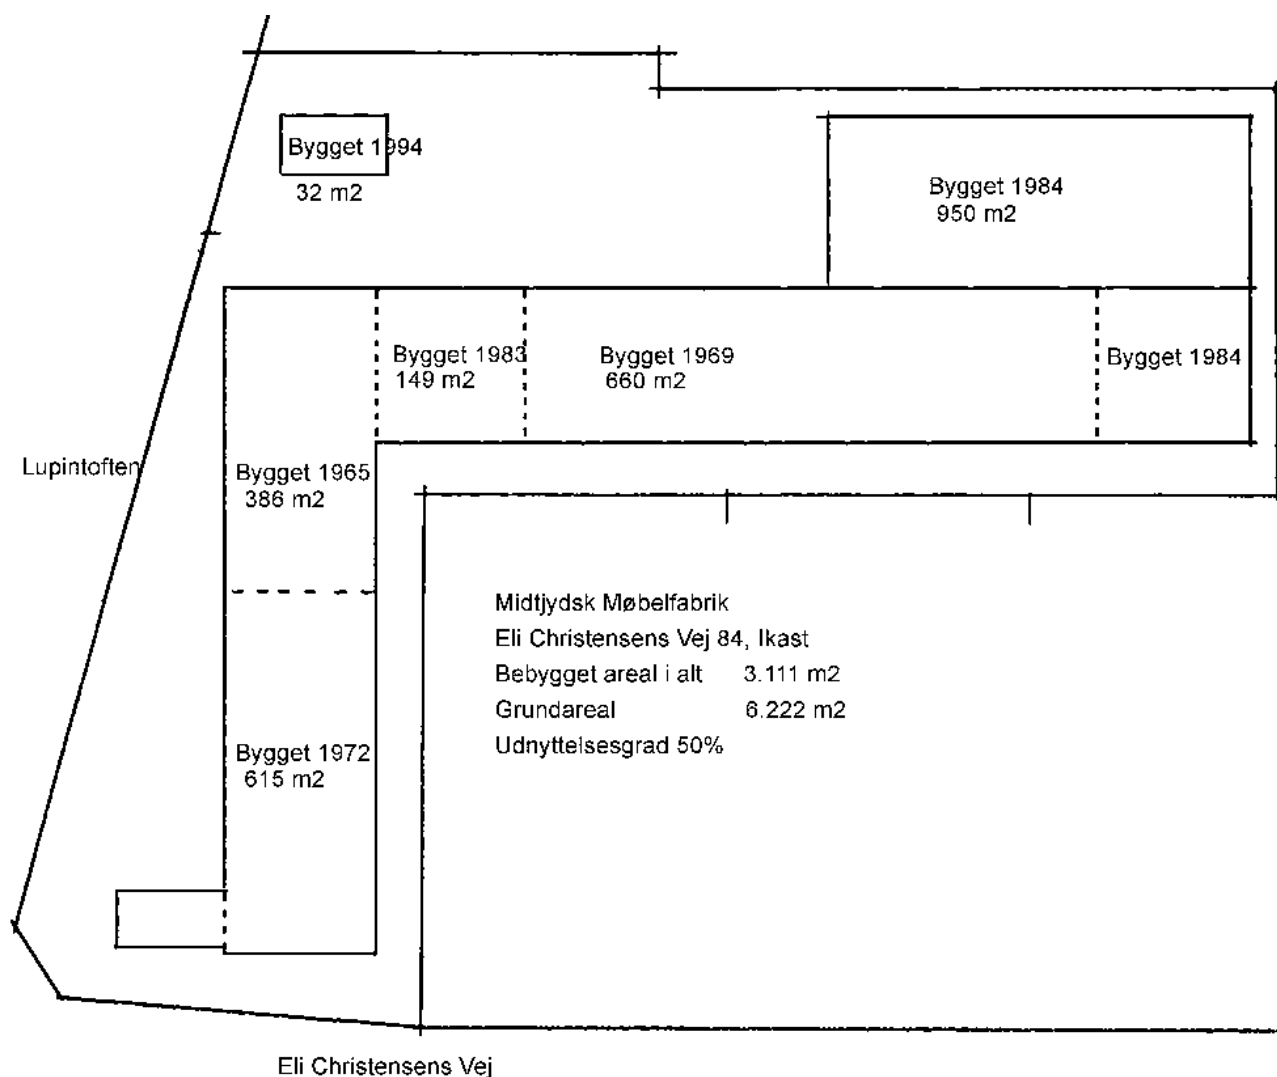 Bygget 1994
32 m2
Bygget 1984
950 m2
Bygget 1983
149 m2
Bygget 1969
660 m2
Bygget 1984
Lupintoften
Bygget 1965
386 m2
Midtjydsk Møbelfabrik
Eli Christensens Vej 84, Ikast
Bebygget areal i alt 3.111 m2
Grundareal 6.222 m2
Udnyttelsesgrad 50%
Bygget 1972
615 m2
Eli Christensens Vej